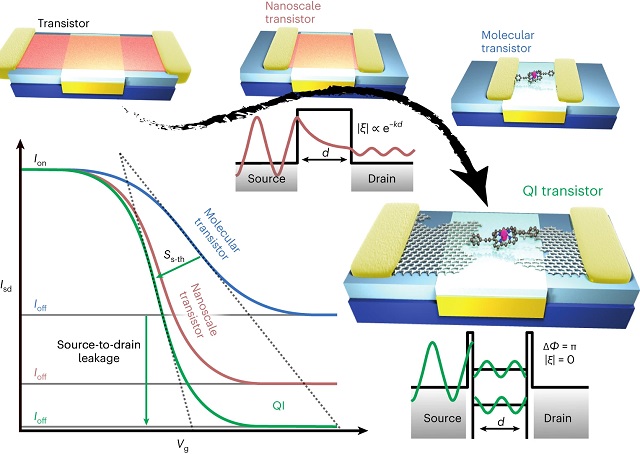 Transistor
Nanoscale
transistor
Molecular
transistor
|ξ| ∝ e⁻ᵏᵈ
d
Source
Drain
QI transistor
I_on
Molecular
transistor
S_s-th
Nanoscale
transistor
I_sd
I_off
Source-to-drain
leakage
I_off
QI
I_off
V_g
ΔΦ = π
|ξ| = 0
Source
d
Drain